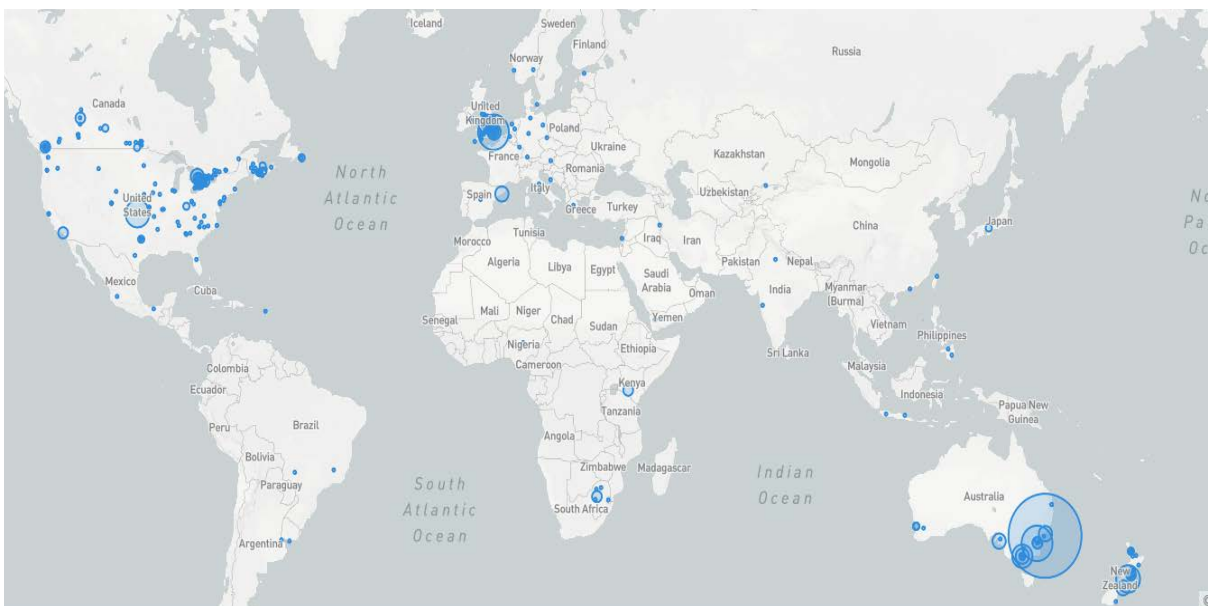 Iceland
Sweden
Finland
Russia
Norway
Canada
United
Kingdom
Poland
Ukraine
Kazakhstan
Mongolia
France
Romania
North
Atlantic
Ocean
United
States
Spain
Italy
Greece
Turkey
Uzbekistan
China
Japan
No
Pa
Oc
Morocco
Tunisia
Iraq
Iran
Algeria
Libya
Egypt
Saudi
Arabia
Pakistan
Nepal
Mexico
Cuba
Oman
India
Myanmar
(Burma)
Mali
Niger
Chad
Sudan
Yemen
Senegal
Vietnam
Philippines
Nigeria
Ethiopia
Sri Lanka
Cameroon
Malaysia
Colombia
Ecuador
Kenya
Indonesia
Tanzania
Papua New
Guinea
Peru
Brazil
Angola
Bolivia
Zimbabwe
Madagascar
Indian
Ocean
Paraguay
South
Atlantic
Ocean
South Africa
Australia
Argentina
New
Zealand